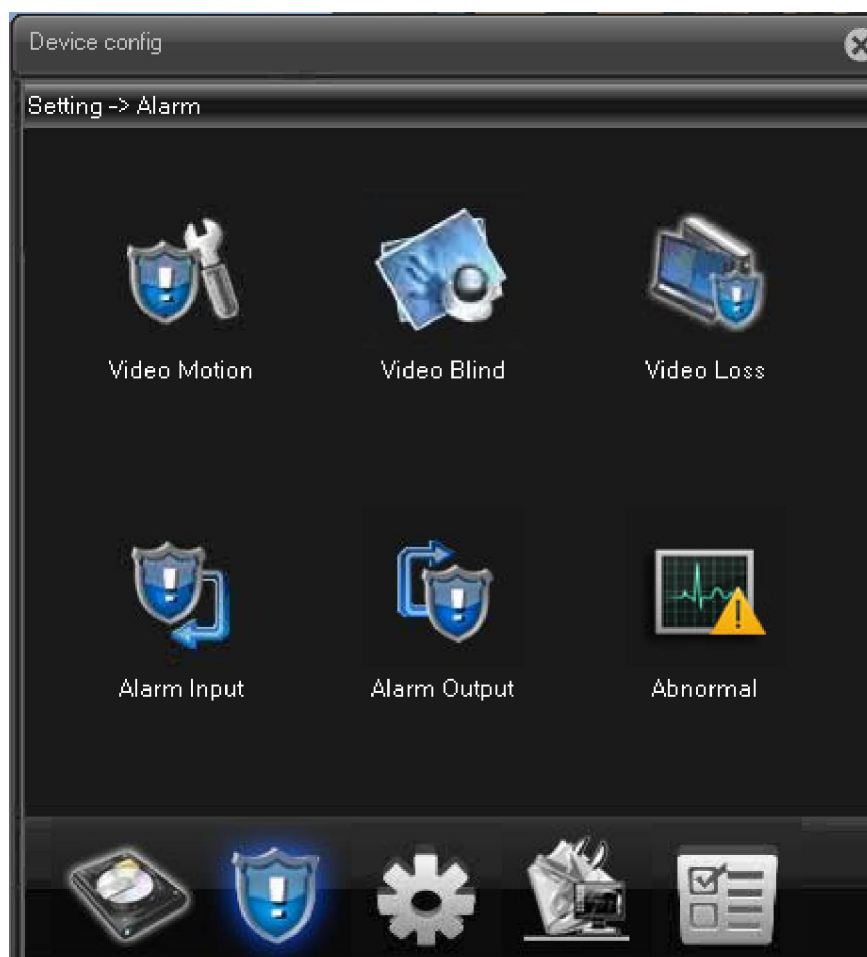 Device config
Setting -> Alarm
Video Motion
Video Blind
Video Loss
Alarm Input
Alarm Output
Abnormal